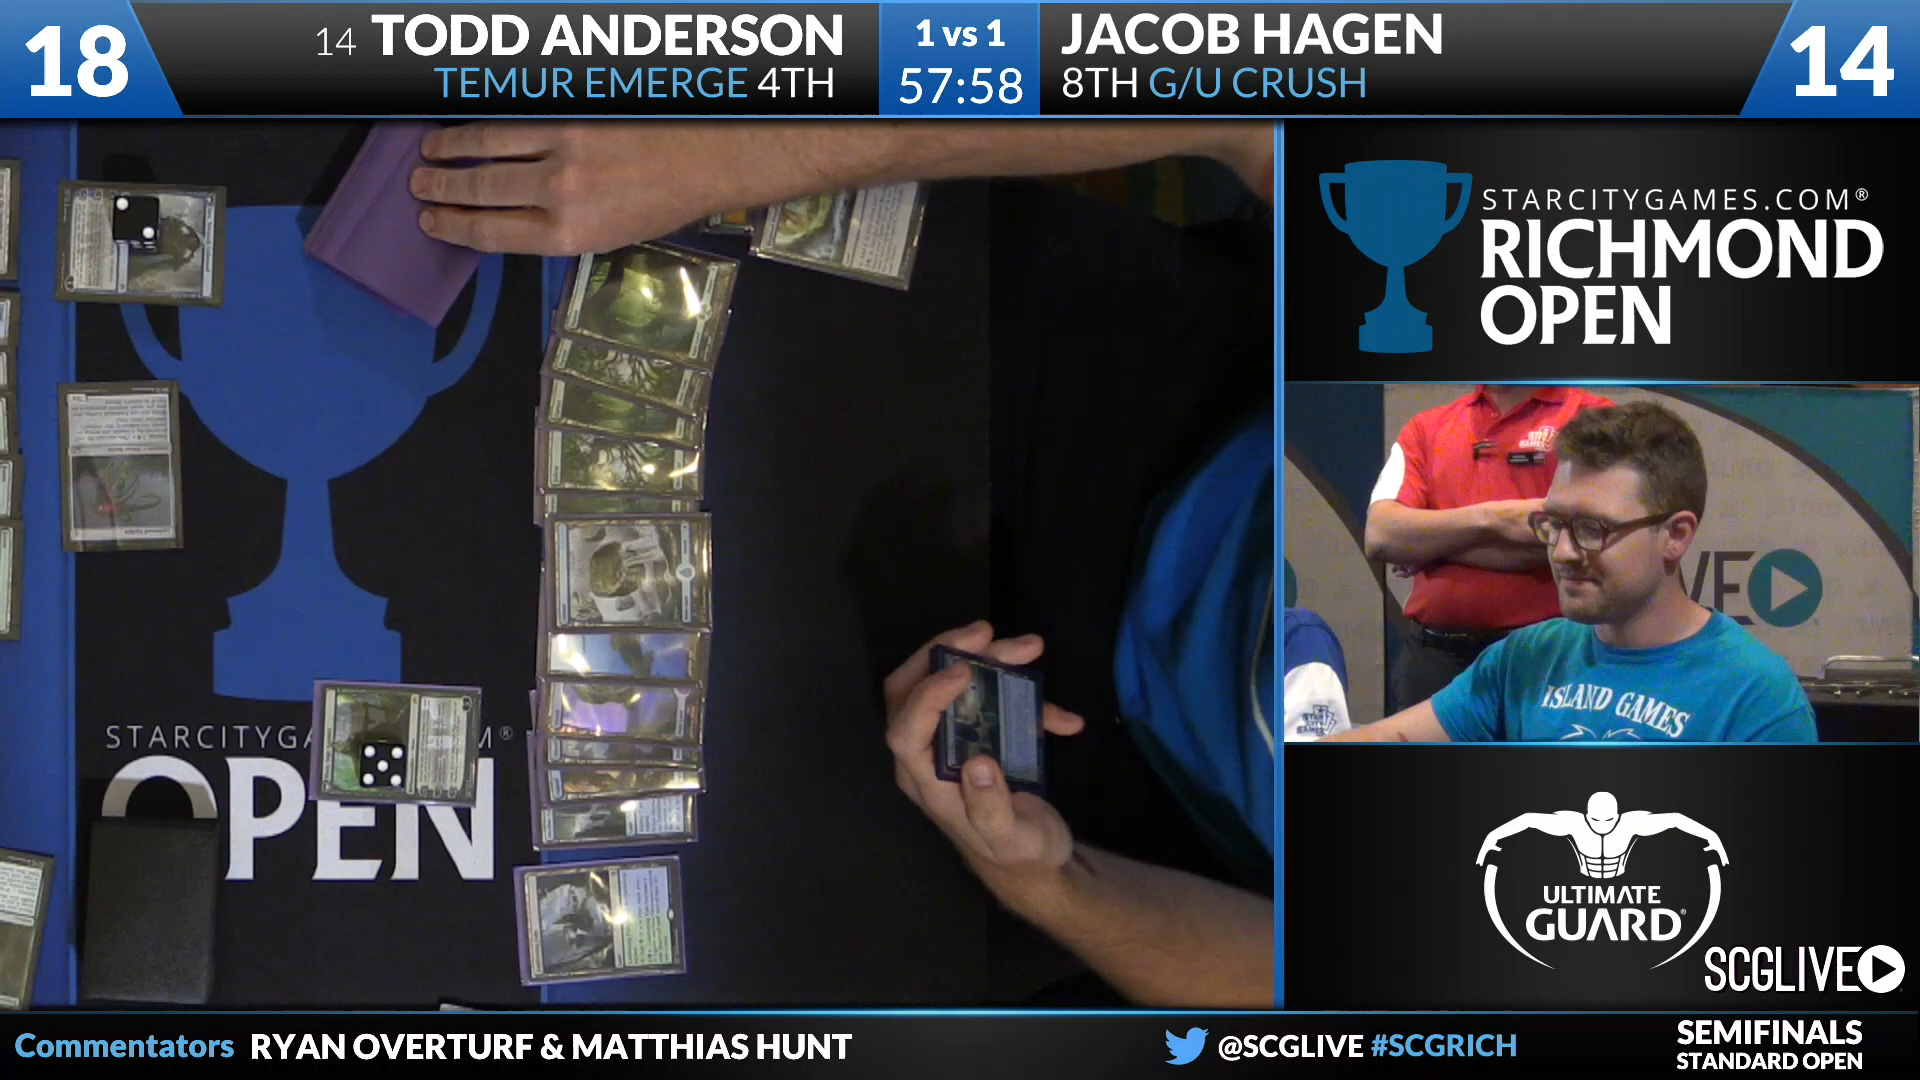 18
14 TODD ANDERSON
TEMUR EMERGE 4TH
1 vs 1
57:58
JACOB HAGEN
8TH G/U CRUSH
14
STARCITYGAMES.COM®
RICHMOND
OPEN
STARCITYGA M®
OPEN
ISLAND GAMES
VE
ULTIMATE
GUARD®
SCGLIVE
Commentators RYAN OVERTURF & MATTHIAS HUNT
@SCGLIVE #SCGRICH
SEMIFINALS
STANDARD OPEN